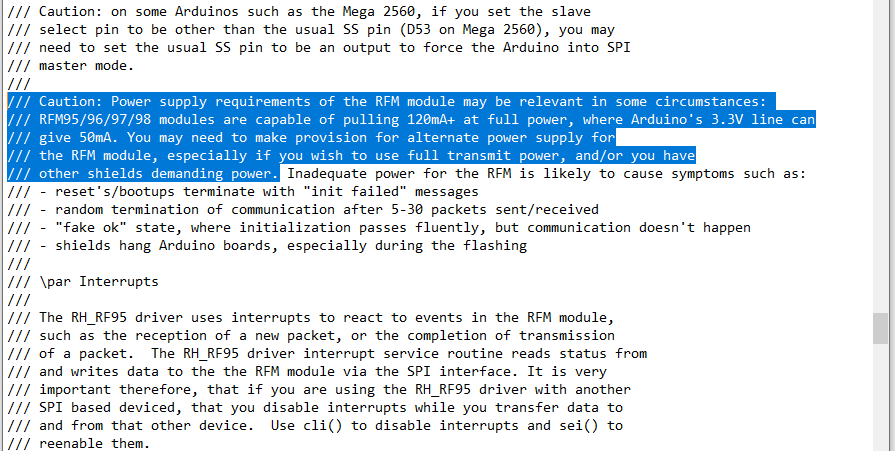 /// Caution: on some Arduinos such as the Mega 2560, if you set the slave
/// select pin to be other than the usual SS pin (D53 on Mega 2560), you may
/// need to set the usual SS pin to be an output to force the Arduino into SPI
/// master mode.
///
/// Caution: Power supply requirements of the RFM module may be relevant in some circumstances:
/// RFM95/96/97/98 modules are capable of pulling 120mA+ at full power, where Arduino's 3.3V line can
/// give 50mA. You may need to make provision for alternate power supply for
/// the RFM module, especially if you wish to use full transmit power, and/or you have
/// other shields demanding power. Inadequate power for the RFM is likely to cause symptoms such as:
/// - reset's/bootups terminate with "init failed" messages
/// - random termination of communication after 5-30 packets sent/received
/// - "fake ok" state, where initialization passes fluently, but communication doesn't happen
/// - shields hang Arduino boards, especially during the flashing
///
/// \par Interrupts
///
/// The RH_RF95 driver uses interrupts to react to events in the RFM module,
/// such as the reception of a new packet, or the completion of transmission
/// of a packet.  The RH_RF95 driver interrupt service routine reads status from
/// and writes data to the the RFM module via the SPI interface. It is very
/// important therefore, that if you are using the RH_RF95 driver with another
/// SPI based deviced, that you disable interrupts while you transfer data to
/// and from that other device.  Use cli() to disable interrupts and sei() to
/// reenable them.